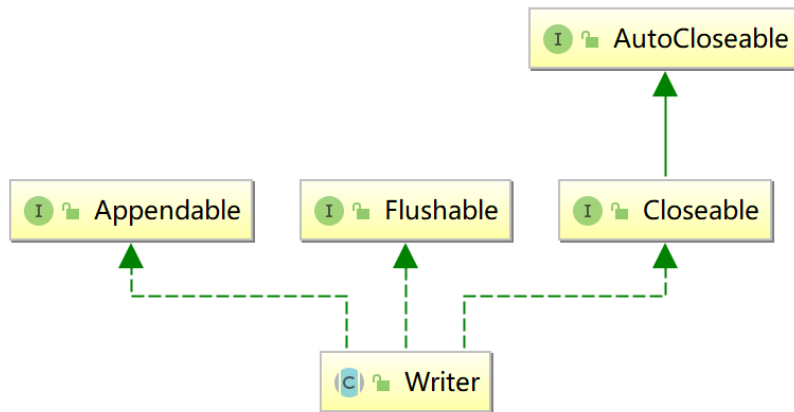 I AutoCloseable
I Appendable
I Flushable
I Closeable
C Writer